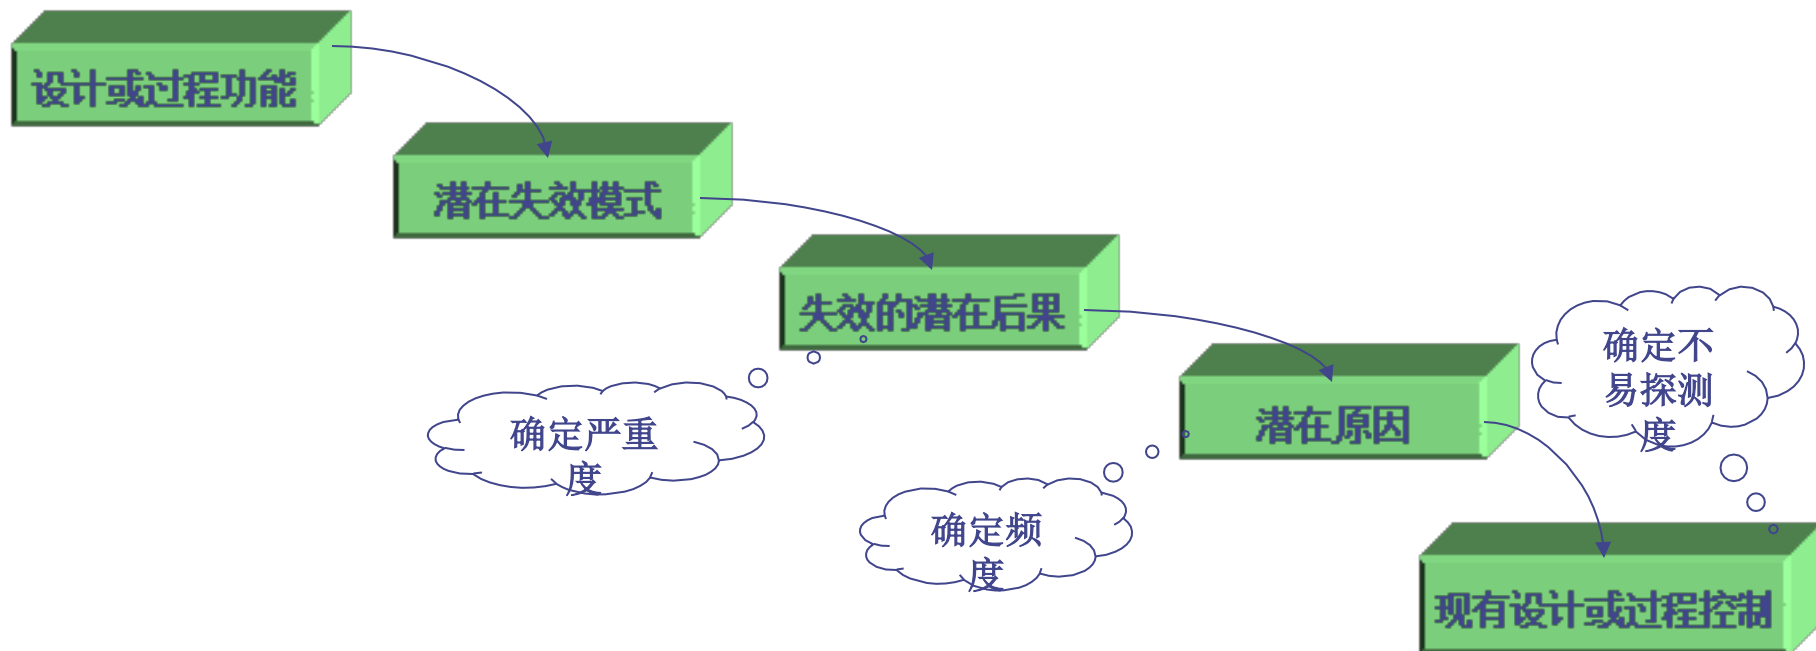 设计或过程功能
潜在失效模式
失效的潜在后果
确定严重
度
潜在原因
确定频
度
确定不
易探测
度
现有设计或过程控制